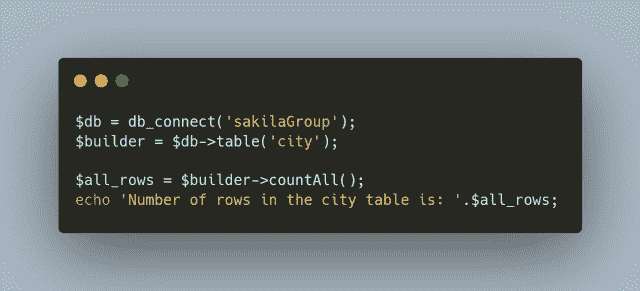 $db = db_connect('sakilaGroup');
$builder = $db->table('city');
$all_rows = $builder->countAll();
echo 'Number of rows in the city table is: '.$all_rows;